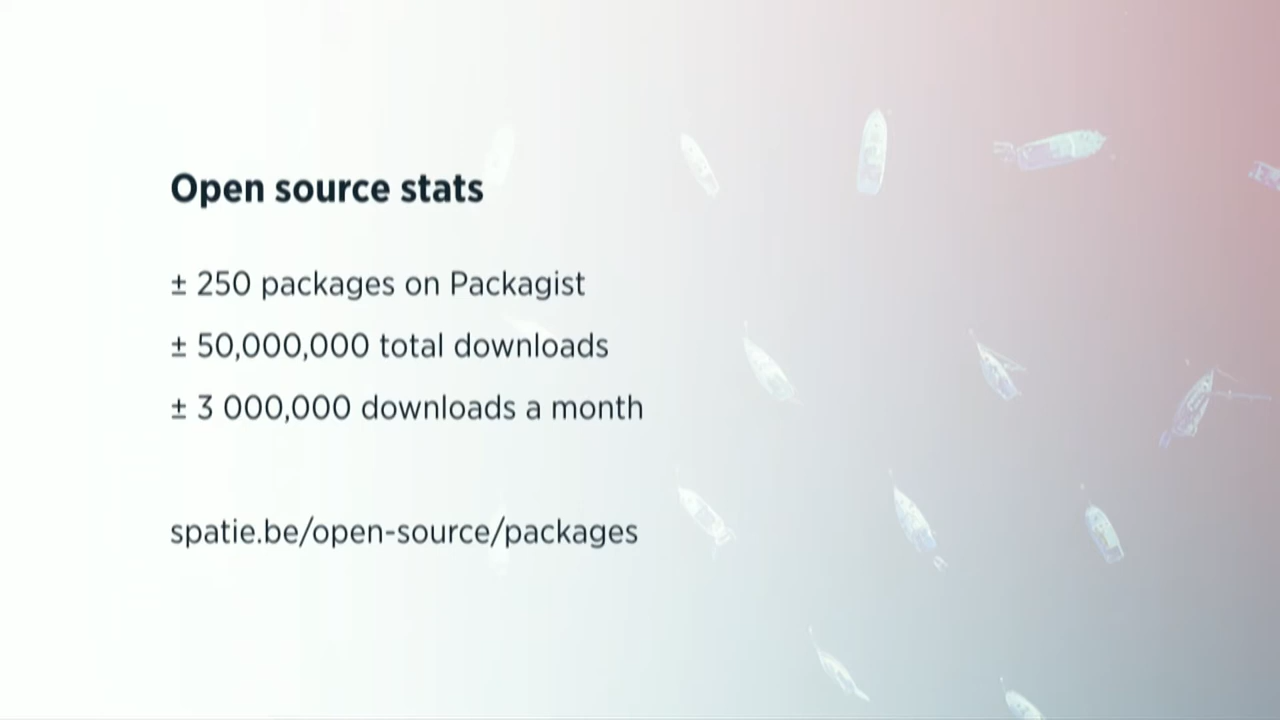 Open source stats
± 250 packages on Packagist
± 50,000,000 total downloads
± 3 000,000 downloads a month
spatie.be/open-source/packages